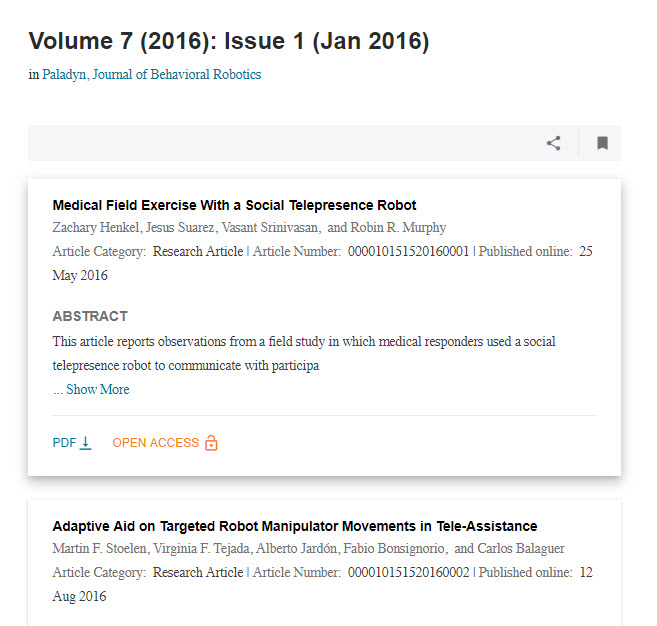 Volume 7 (2016): Issue 1 (Jan 2016)
in Paladyn, Journal of Behavioral Robotics
Medical Field Exercise With a Social Telepresence Robot
Zachary Henkel, Jesus Suarez, Vasant Srinivasan, and Robin R. Murphy
Article Category: Research Article | Article Number: 000010151520160001 | Published online: 25
May 2016
ABSTRACT
This article reports observations from a field study in which medical responders used a social
telepresence robot to communicate with participa
... Show More
PDF OPEN ACCESS
Adaptive Aid on Targeted Robot Manipulator Movements in Tele-Assistance
Martin F. Stoelen, Virginia F. Tejada, Alberto Jardón, Fabio Bonsignorio, and Carlos Balaguer
Article Category: Research Article | Article Number: 000010151520160002 | Published online: 12
Aug 2016